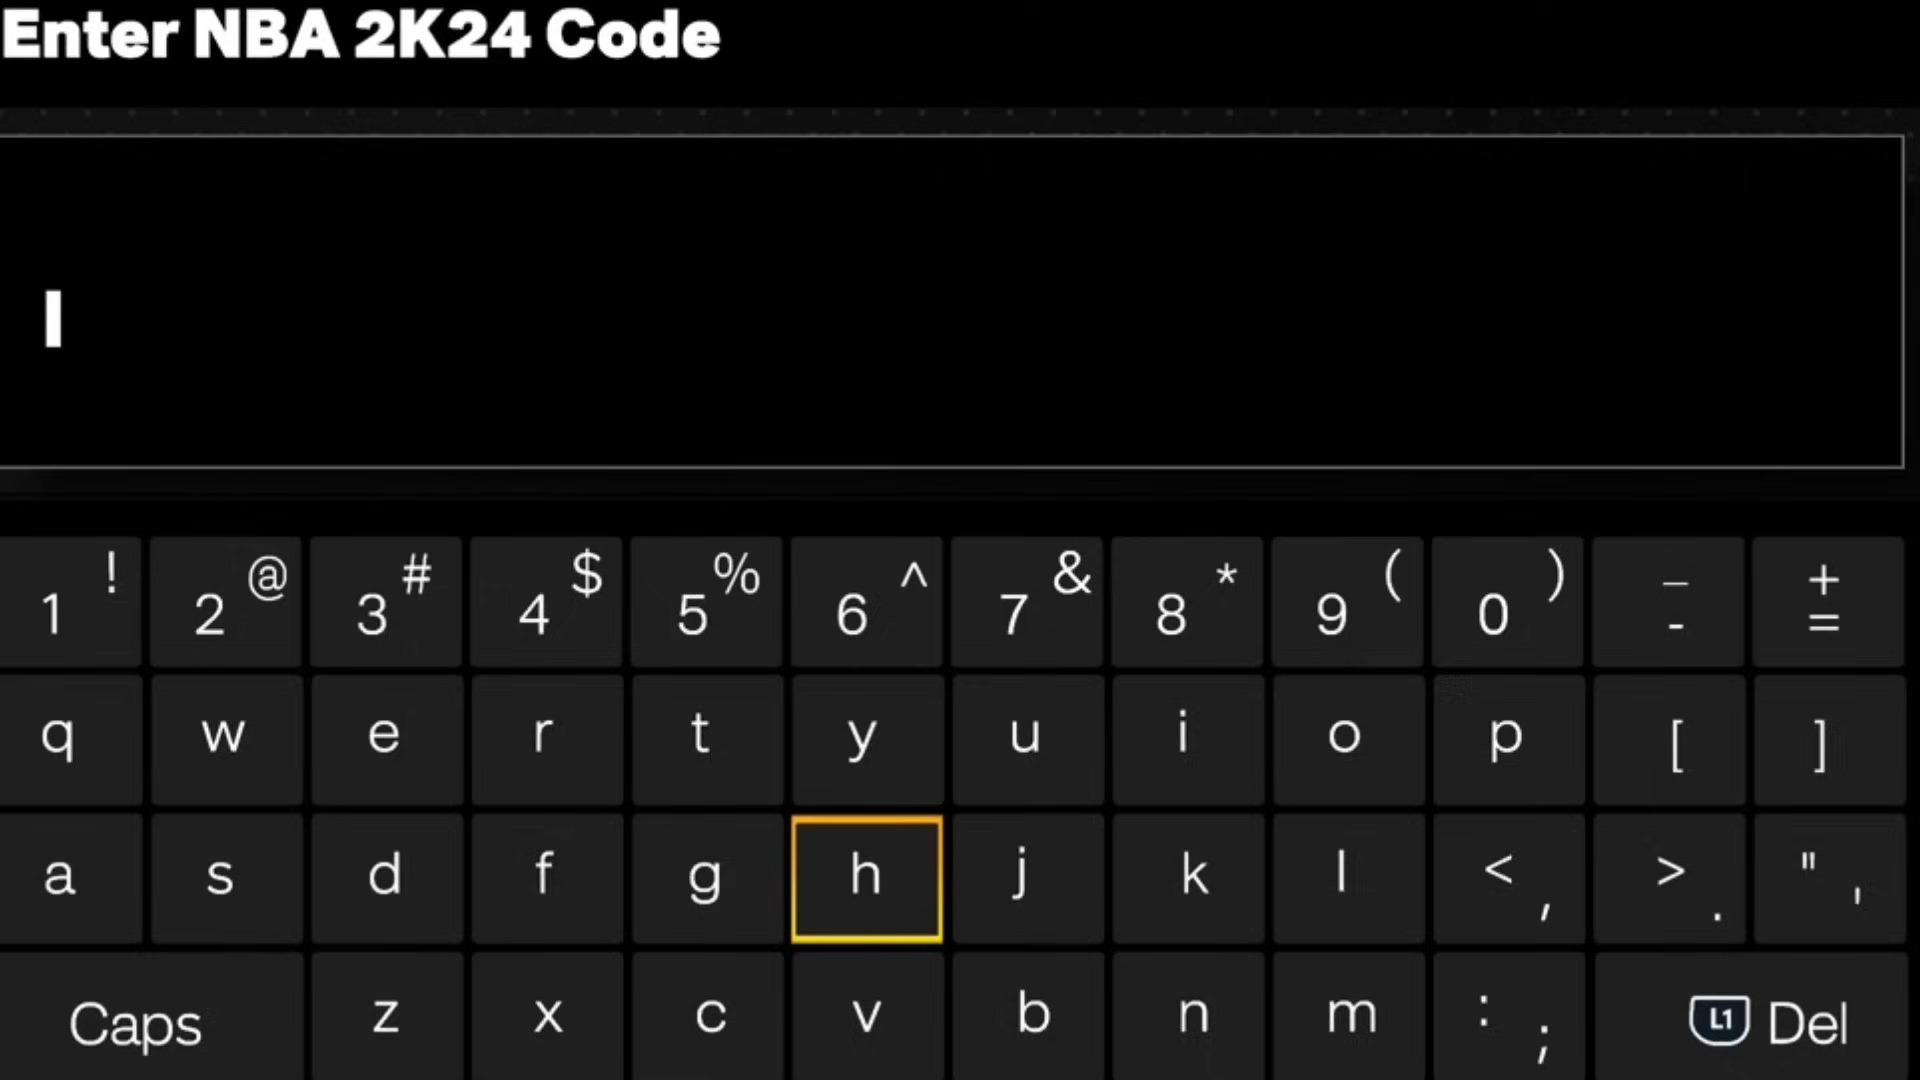 Enter NBA 2K24 Code
1 ! 2 @ 3 # 4 $ 5 % 6 ^ 7 & 8 * 9 ( 0 ) _ - + =
q w e r t y u i o p [ ]
a s d f g h j k l < , > . " '
Caps z x c v b n m : ; L1 Del